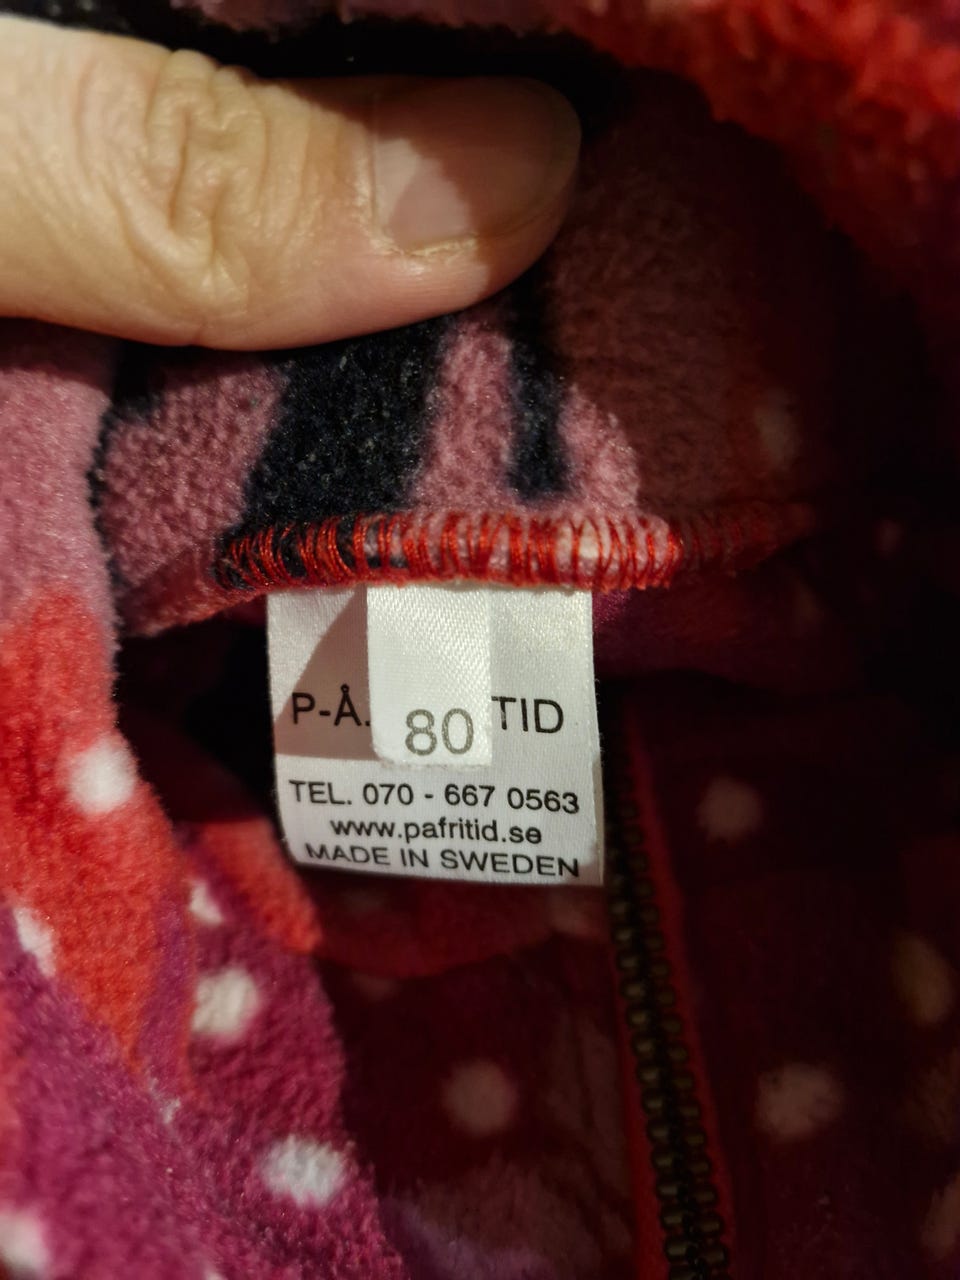 P-Å. TID
80
TEL. 070 - 667 0563
www.pafritid.se
MADE IN SWEDEN